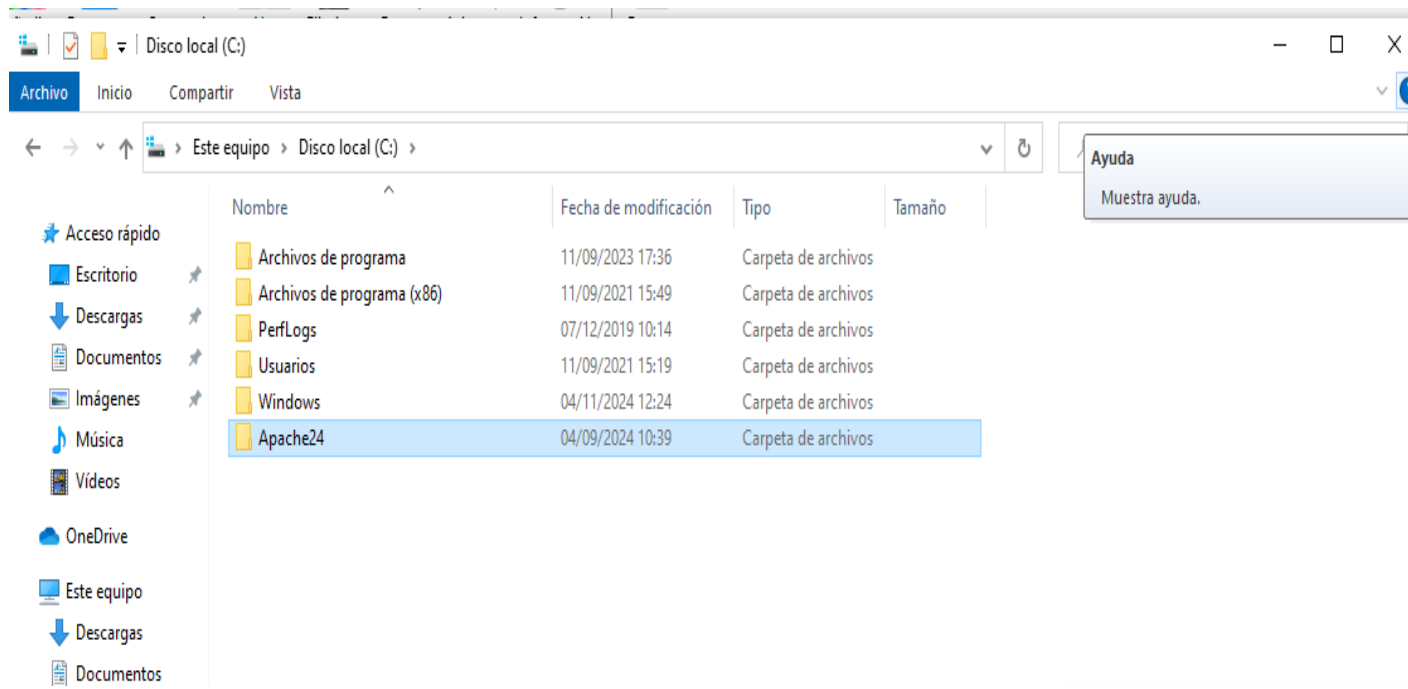 Disco local (C:)
Archivo Inicio Compartir Vista
Este equipo > Disco local (C:) >
Ayuda
Muestra ayuda.
Nombre Fecha de modificación Tipo Tamaño
Acceso rápido
Escritorio
Descargas
Documentos
Imágenes
Música
Vídeos
OneDrive
Este equipo
Descargas
Documentos
Archivos de programa 11/09/2023 17:36 Carpeta de archivos
Archivos de programa (x86) 11/09/2021 15:49 Carpeta de archivos
PerfLogs 07/12/2019 10:14 Carpeta de archivos
Usuarios 11/09/2021 15:19 Carpeta de archivos
Windows 04/11/2024 12:24 Carpeta de archivos
Apache24 04/09/2024 10:39 Carpeta de archivos